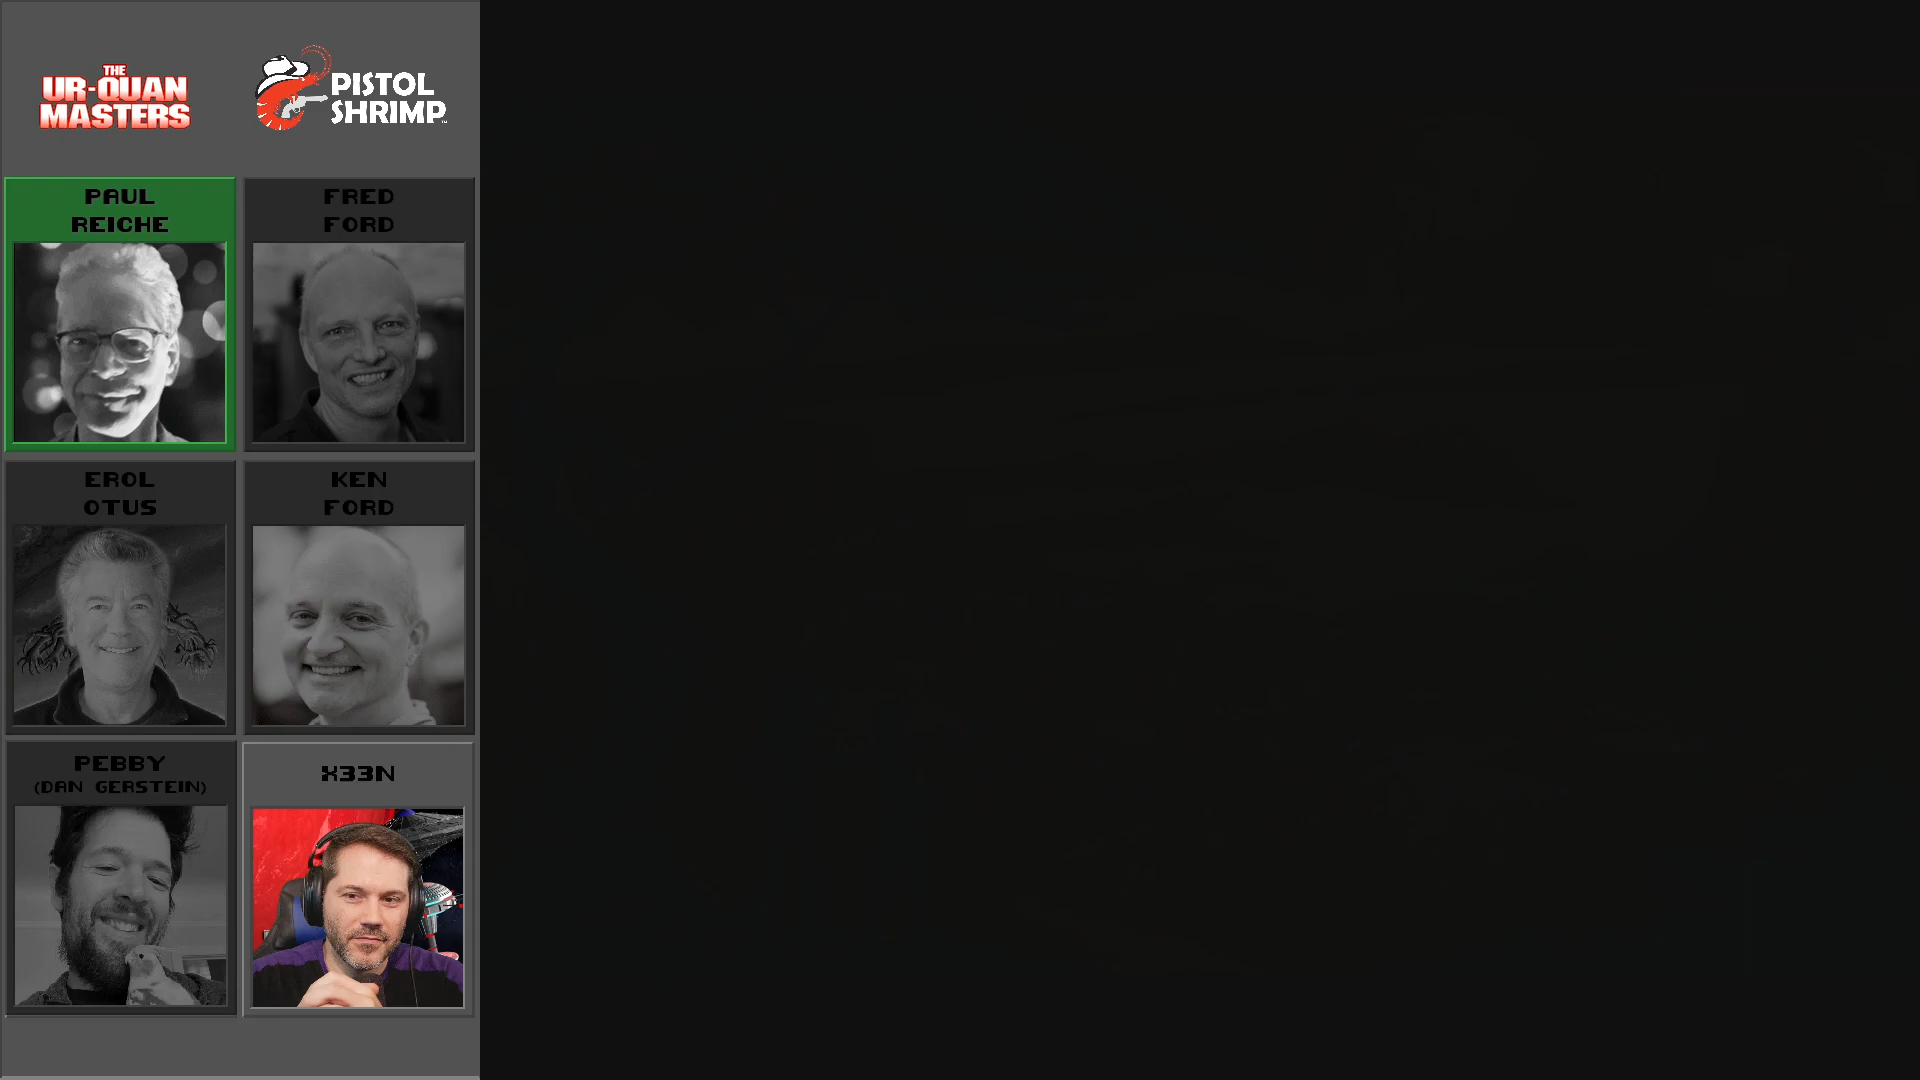 THE
UR-QUAN
MASTERS
PISTOL
SHRIMP
PAUL
REICHE
FRED
FORD
EROL
OTUS
KEN
FORD
PEBBY
(DAN GERSTEIN)
X33N